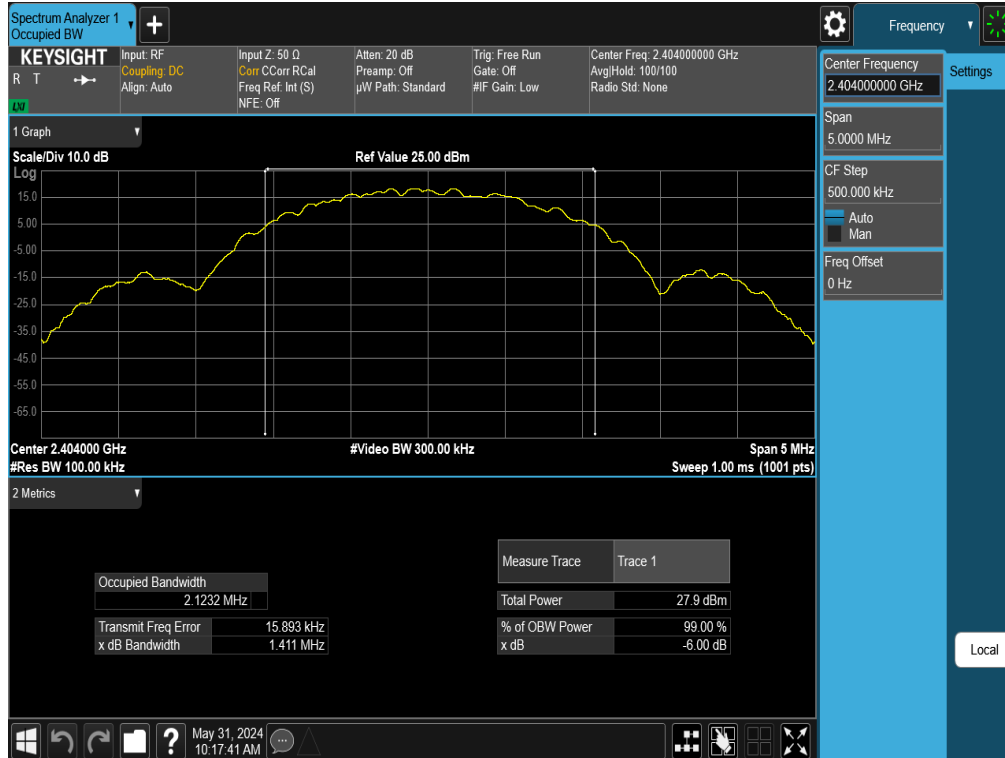 Spectrum Analyzer 1
Occupied BW
+
Frequency
KEYSIGHT
R T
LXI
Input: RF
Coupling: DC
Align: Auto
Input Z: 50 Ω
Corr CCorr RCal
Freq Ref: Int (S)
NFE: Off
Atten: 20 dB
Preamp: Off
µW Path: Standard
Trig: Free Run
Gate: Off
#IF Gain: Low
Center Freq: 2.404000000 GHz
Avg|Hold: 100/100
Radio Std: None
Center Frequency
2.404000000 GHz
Settings
Span
5.0000 MHz
CF Step
500.000 kHz
Auto
Man
Freq Offset
0 Hz
Local
1 Graph
Scale/Div 10.0 dB
Ref Value 25.00 dBm
Log
15.0
5.00
-5.00
-15.0
-25.0
-35.0
-45.0
-55.0
-65.0
Center 2.404000 GHz
#Video BW 300.00 kHz
Span 5 MHz
#Res BW 100.00 kHz
Sweep 1.00 ms (1001 pts)
2 Metrics
Measure Trace Trace 1
Occupied Bandwidth
2.1232 MHz
Total Power 27.9 dBm
Transmit Freq Error 15.893 kHz
% of OBW Power 99.00 %
x dB Bandwidth 1.411 MHz
x dB -6.00 dB
?
May 31, 2024
10:17:41 AM